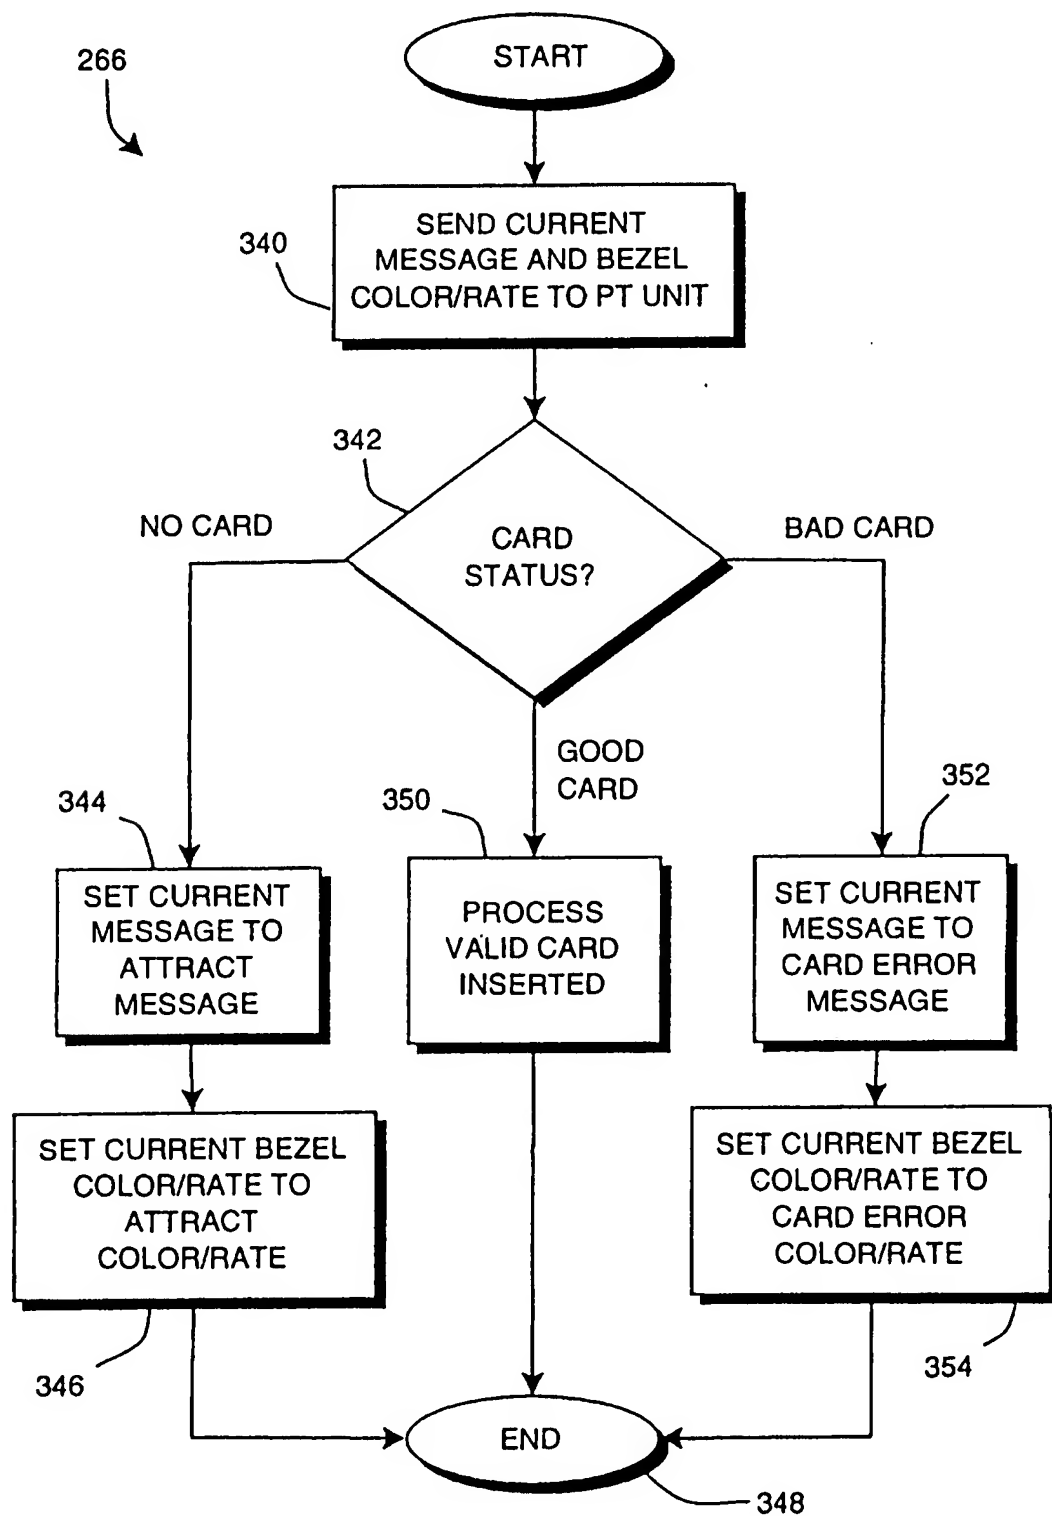 START
266
SEND CURRENT
MESSAGE AND BEZEL
COLOR/RATE TO PT UNIT
340
342
NO CARD
CARD
STATUS?
BAD CARD
GOOD
CARD
344
350
352
SET CURRENT
MESSAGE TO
ATTRACT
MESSAGE
PROCESS
VALID CARD
INSERTED
SET CURRENT
MESSAGE TO
CARD ERROR
MESSAGE
SET CURRENT BEZEL
COLOR/RATE TO
ATTRACT
COLOR/RATE
SET CURRENT BEZEL
COLOR/RATE TO
CARD ERROR
COLOR/RATE
346
354
END
348